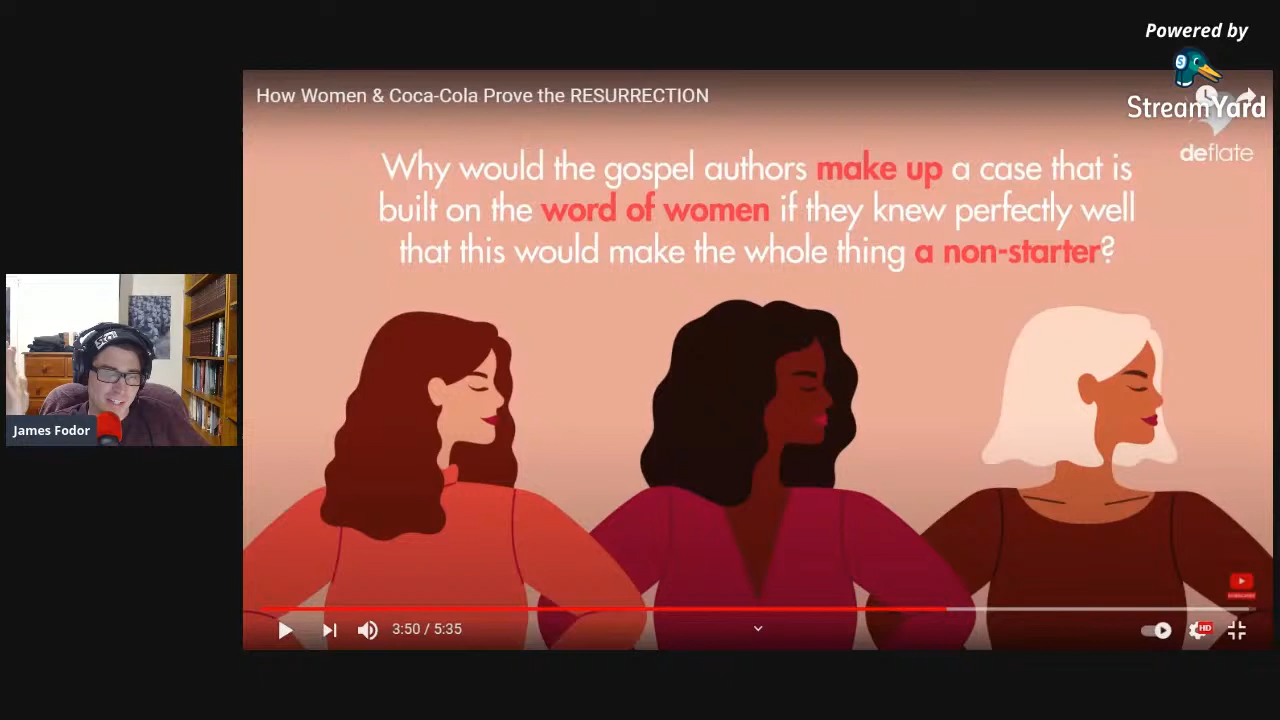 Powered by
StreamYard
How Women & Coca-Cola Prove the RESURRECTION
deflate
Why would the gospel authors make up a case that is
built on the word of women if they knew perfectly well
that this would make the whole thing a non-starter?
James Fodor
3:50 / 5:35
HD